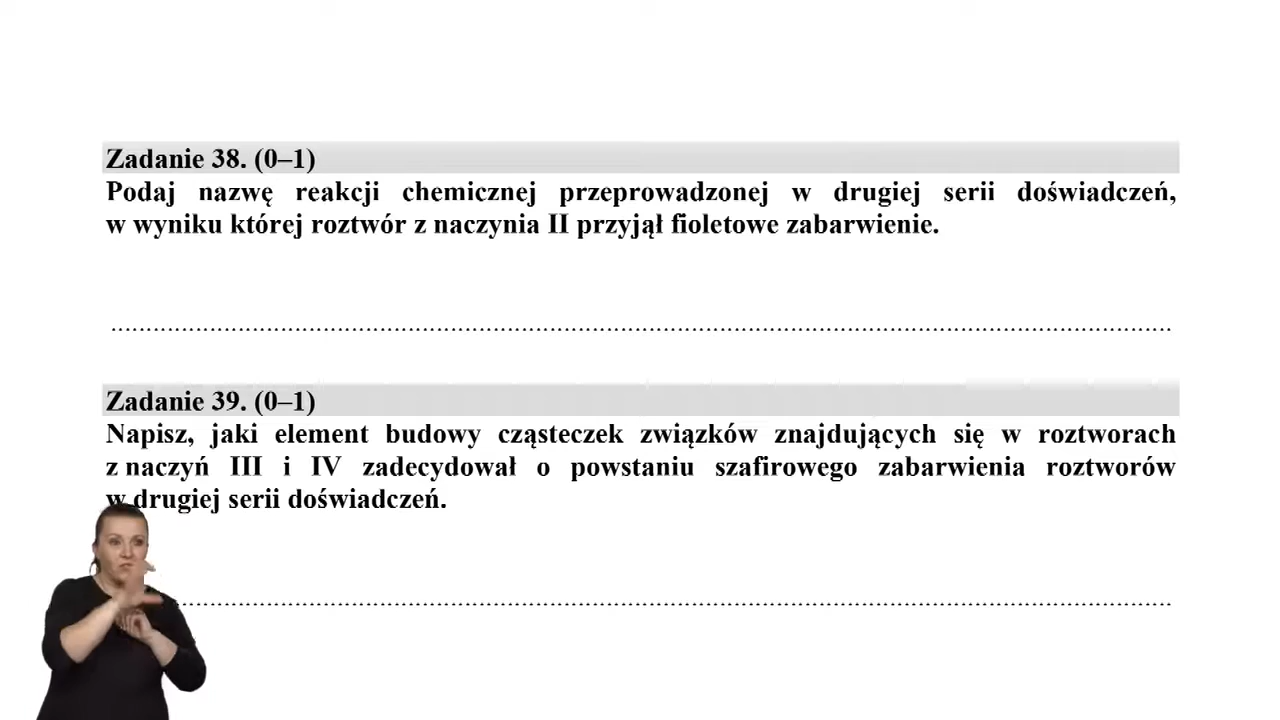 Zadanie 38. (0–1)
Podaj nazwę reakcji chemicznej przeprowadzonej w drugiej serii doświadczeń,
w wyniku której roztwór z naczynia II przyjął fioletowe zabarwienie.
Zadanie 39. (0–1)
Napisz, jaki element budowy cząsteczek związków znajdujących się w roztworach
z naczyń III i IV zadecydował o powstaniu szafirowego zabarwienia roztworów
w drugiej serii doświadczeń.